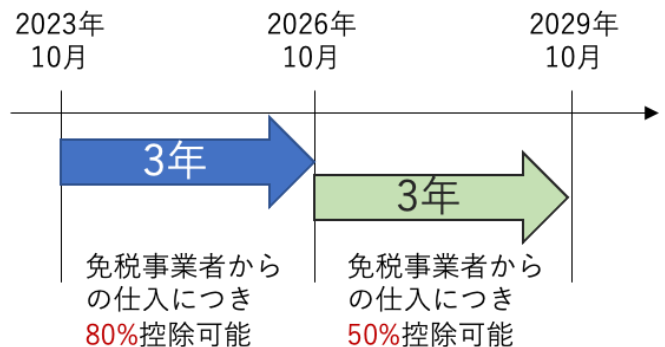 2023年
10月
2026年
10月
2029年
10月
3年
3年
免税事業者から
の仕入につき
80%控除可能
免税事業者から
の仕入につき
50%控除可能